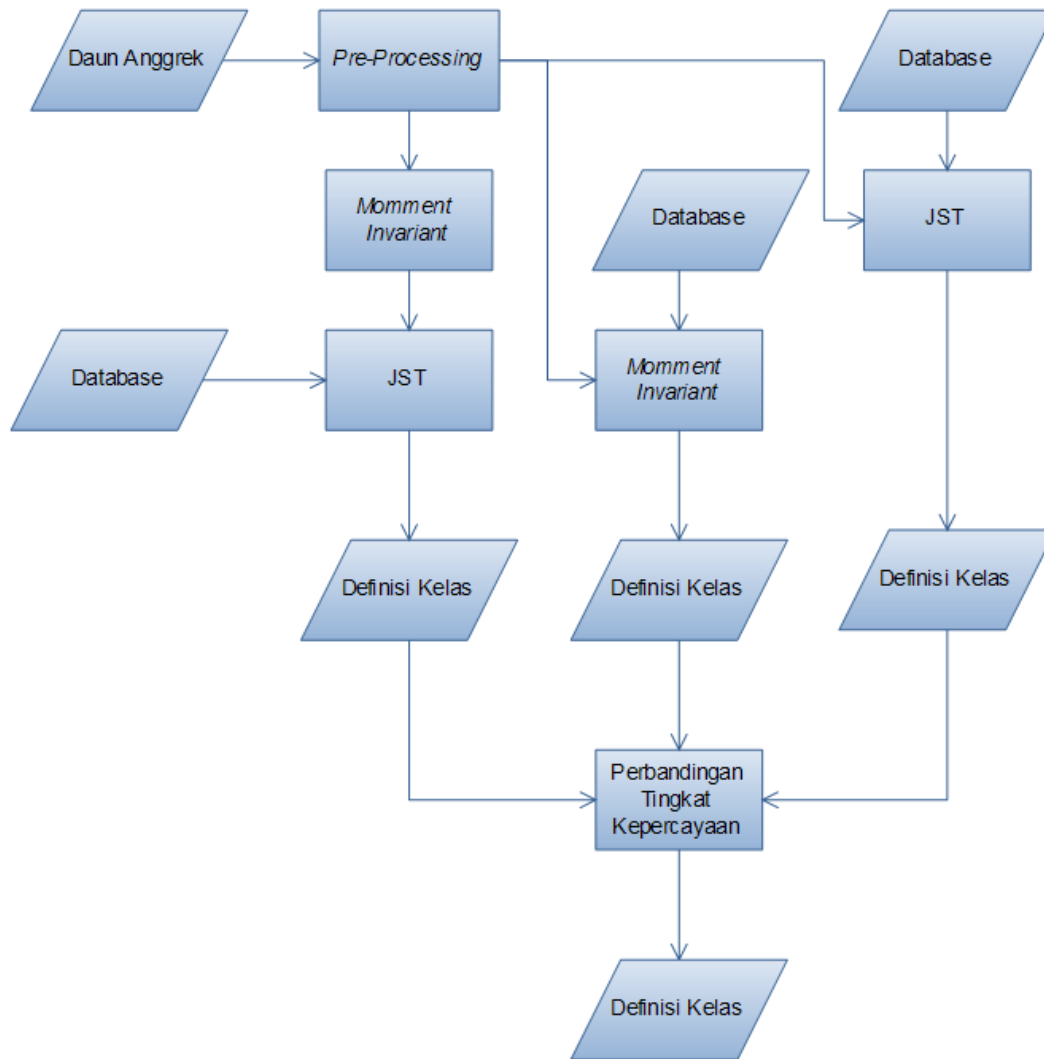 Daun Anggrek
Pre-Processing
Database
Momment
Invariant
Database
JST
Database
JST
Momment
Invariant
Definisi Kelas
Definisi Kelas
Definisi Kelas
Perbandingan
Tingkat
Kepercayaan
Definisi Kelas